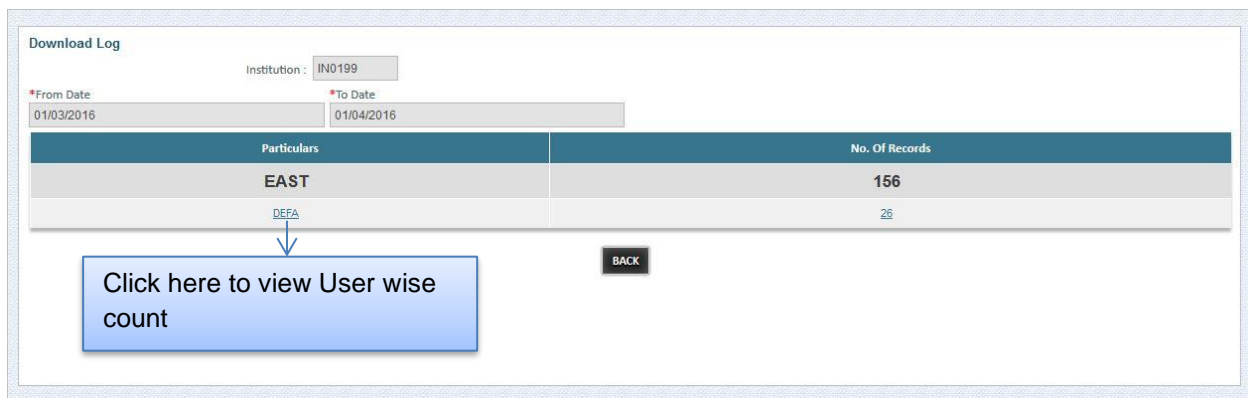 Download Log
Institution : IN0199
*From Date *To Date
01/03/2016 01/04/2016
Particulars No. Of Records
EAST 156
DEFA 26
BACK
Click here to view User wise
count